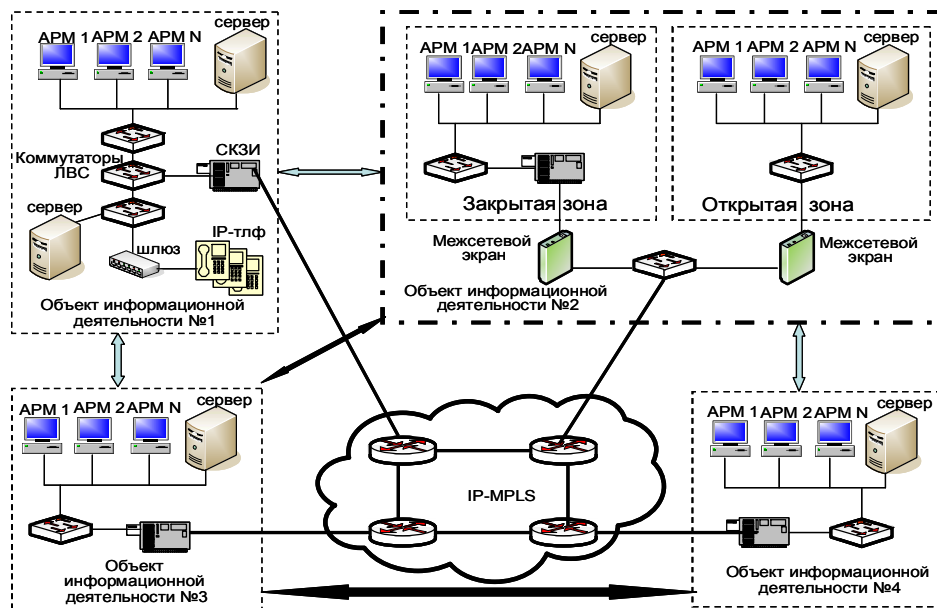 АРМ 1 АРМ 2 АРМ N
сервер
Коммутаторы
ЛВС
СКЗИ
сервер
шлюз
IP-тлф
Объект информационной
деятельности №1
АРМ 1 АРМ 2 АРМ N
сервер
Закрытая зона
АРМ 1 АРМ 2 АРМ N
сервер
Открытая зона
Межсетевой
экран
Межсетевой
экран
Объект информационной
деятельности №2
АРМ 1 АРМ 2 АРМ N
сервер
Объект
информационной
деятельности №3
IP-MPLS
АРМ 1 АРМ 2 АРМ N
сервер
Объект информационной
деятельности №4